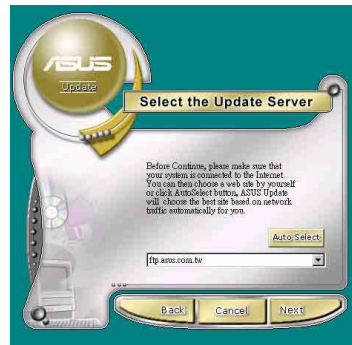 ASUS
Update
Select the Update Server
Before Continue, please make sure that
your system is connected to the Internet.
You can then choose a web site by yourself
or click AutoSelect button, ASUS Update
will choose the best site based on network
traffic automatically for you.
Auto Select
ftp.asus.com.tw
Back Cancel Next